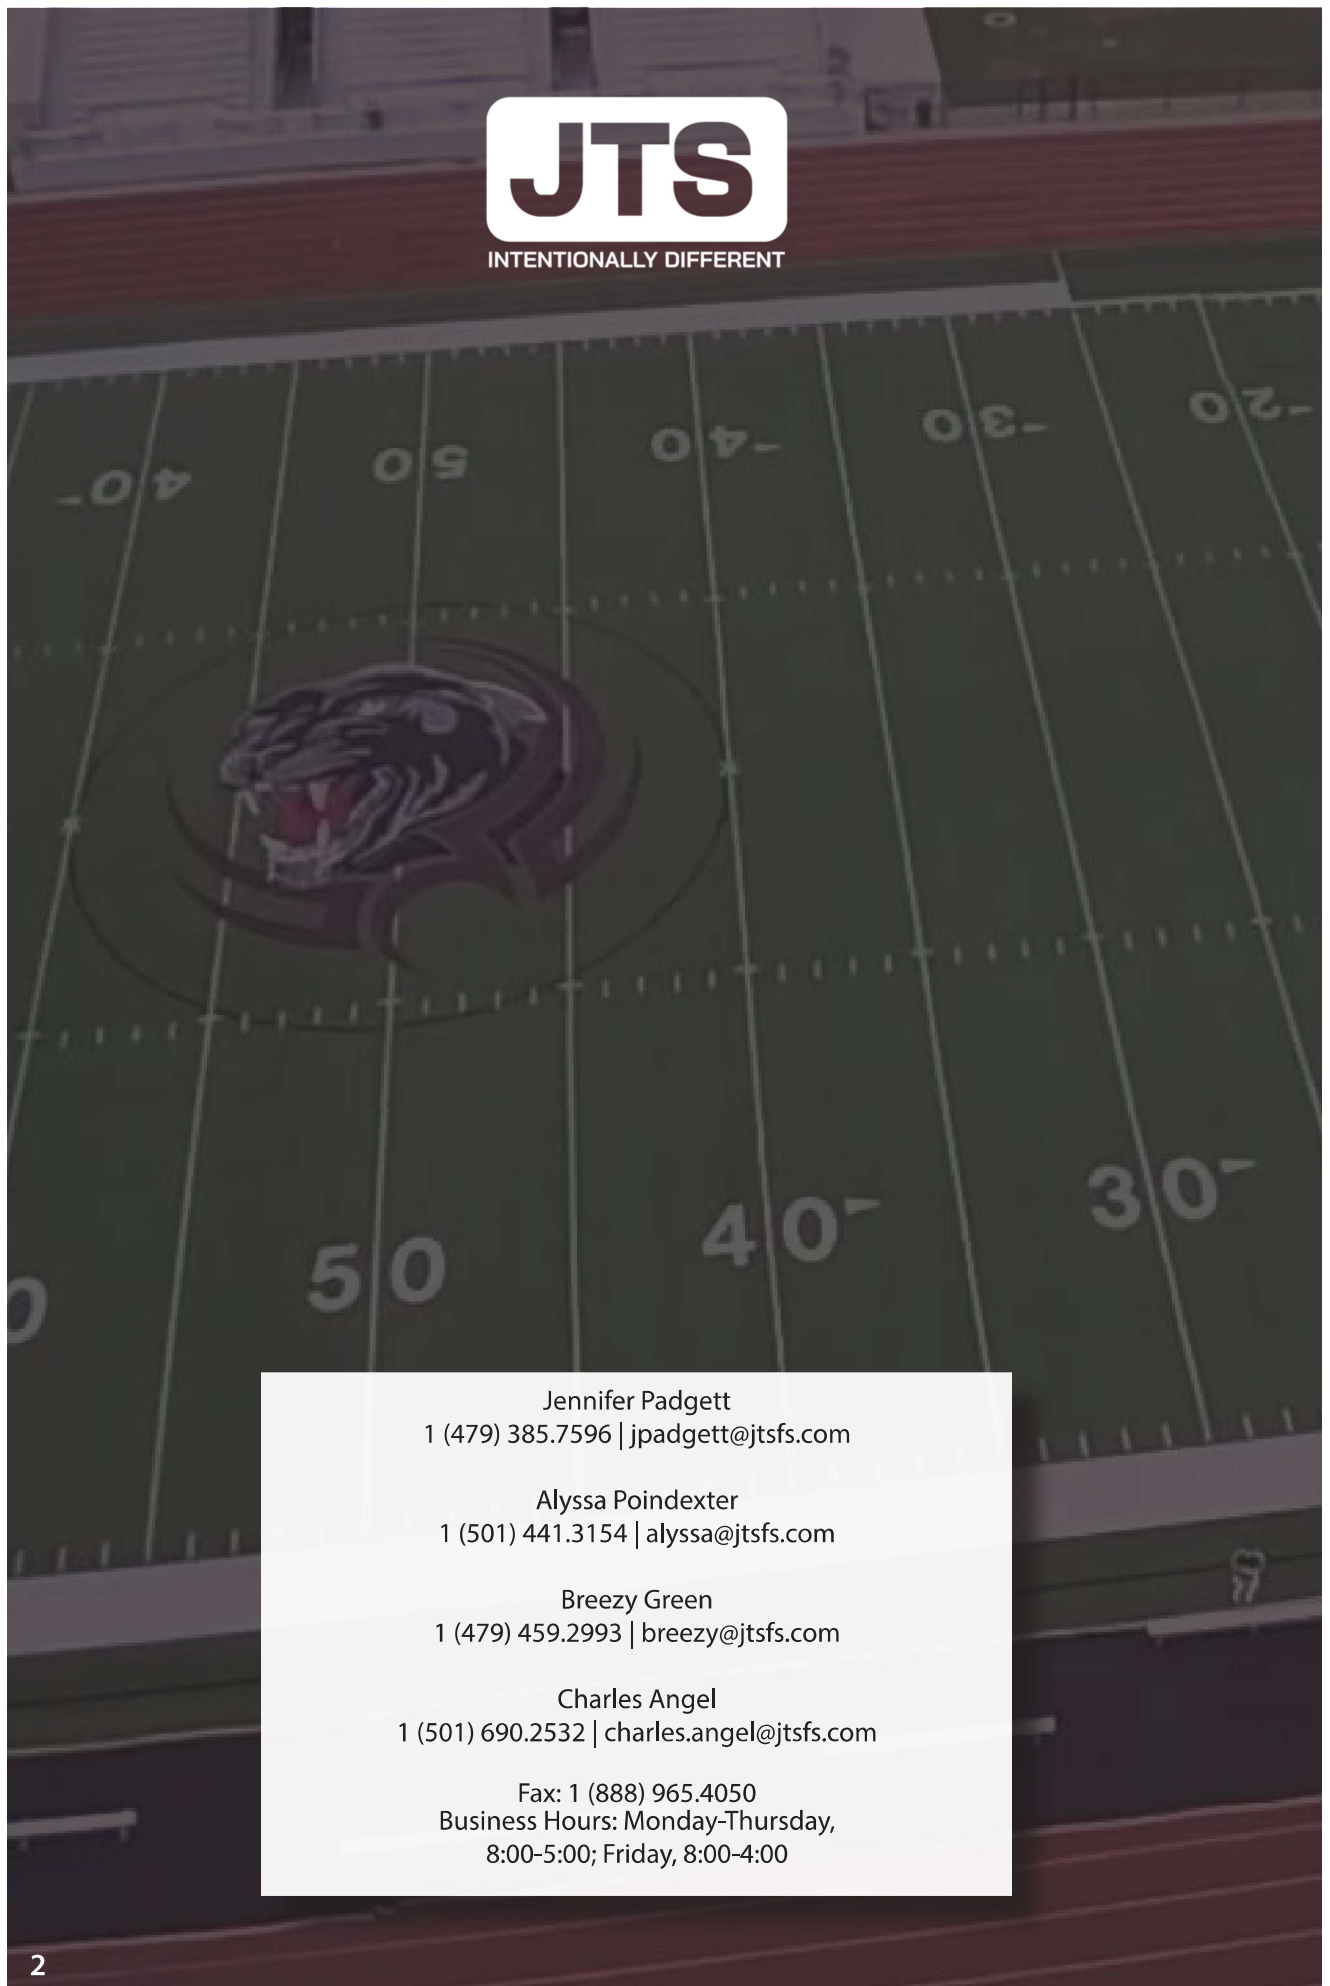 JTS
INTENTIONALLY DIFFERENT
40
50
40
30
20
50
40
30
0
Jennifer Padgett
1 (479) 385.7596 | jpadgett@jtsfs.com
Alyssa Poindexter
1 (501) 441.3154 | alyssa@jtsfs.com
Breezy Green
1 (479) 459.2993 | breezy@jtsfs.com
Charles Angel
1 (501) 690.2532 | charles.angel@jtsfs.com
Fax: 1 (888) 965.4050
Business Hours: Monday-Thursday,
8:00-5:00; Friday, 8:00-4:00
2